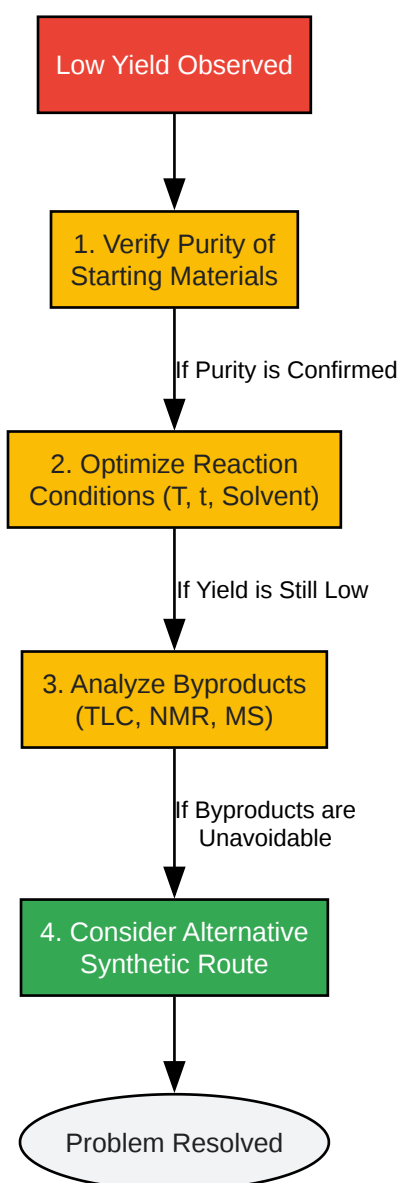 Low Yield Observed
1. Verify Purity of
Starting Materials
If Purity is Confirmed
2. Optimize Reaction
Conditions (T, t, Solvent)
If Yield is Still Low
3. Analyze Byproducts
(TLC, NMR, MS)
If Byproducts are
Unavoidable
4. Consider Alternative
Synthetic Route
Problem Resolved